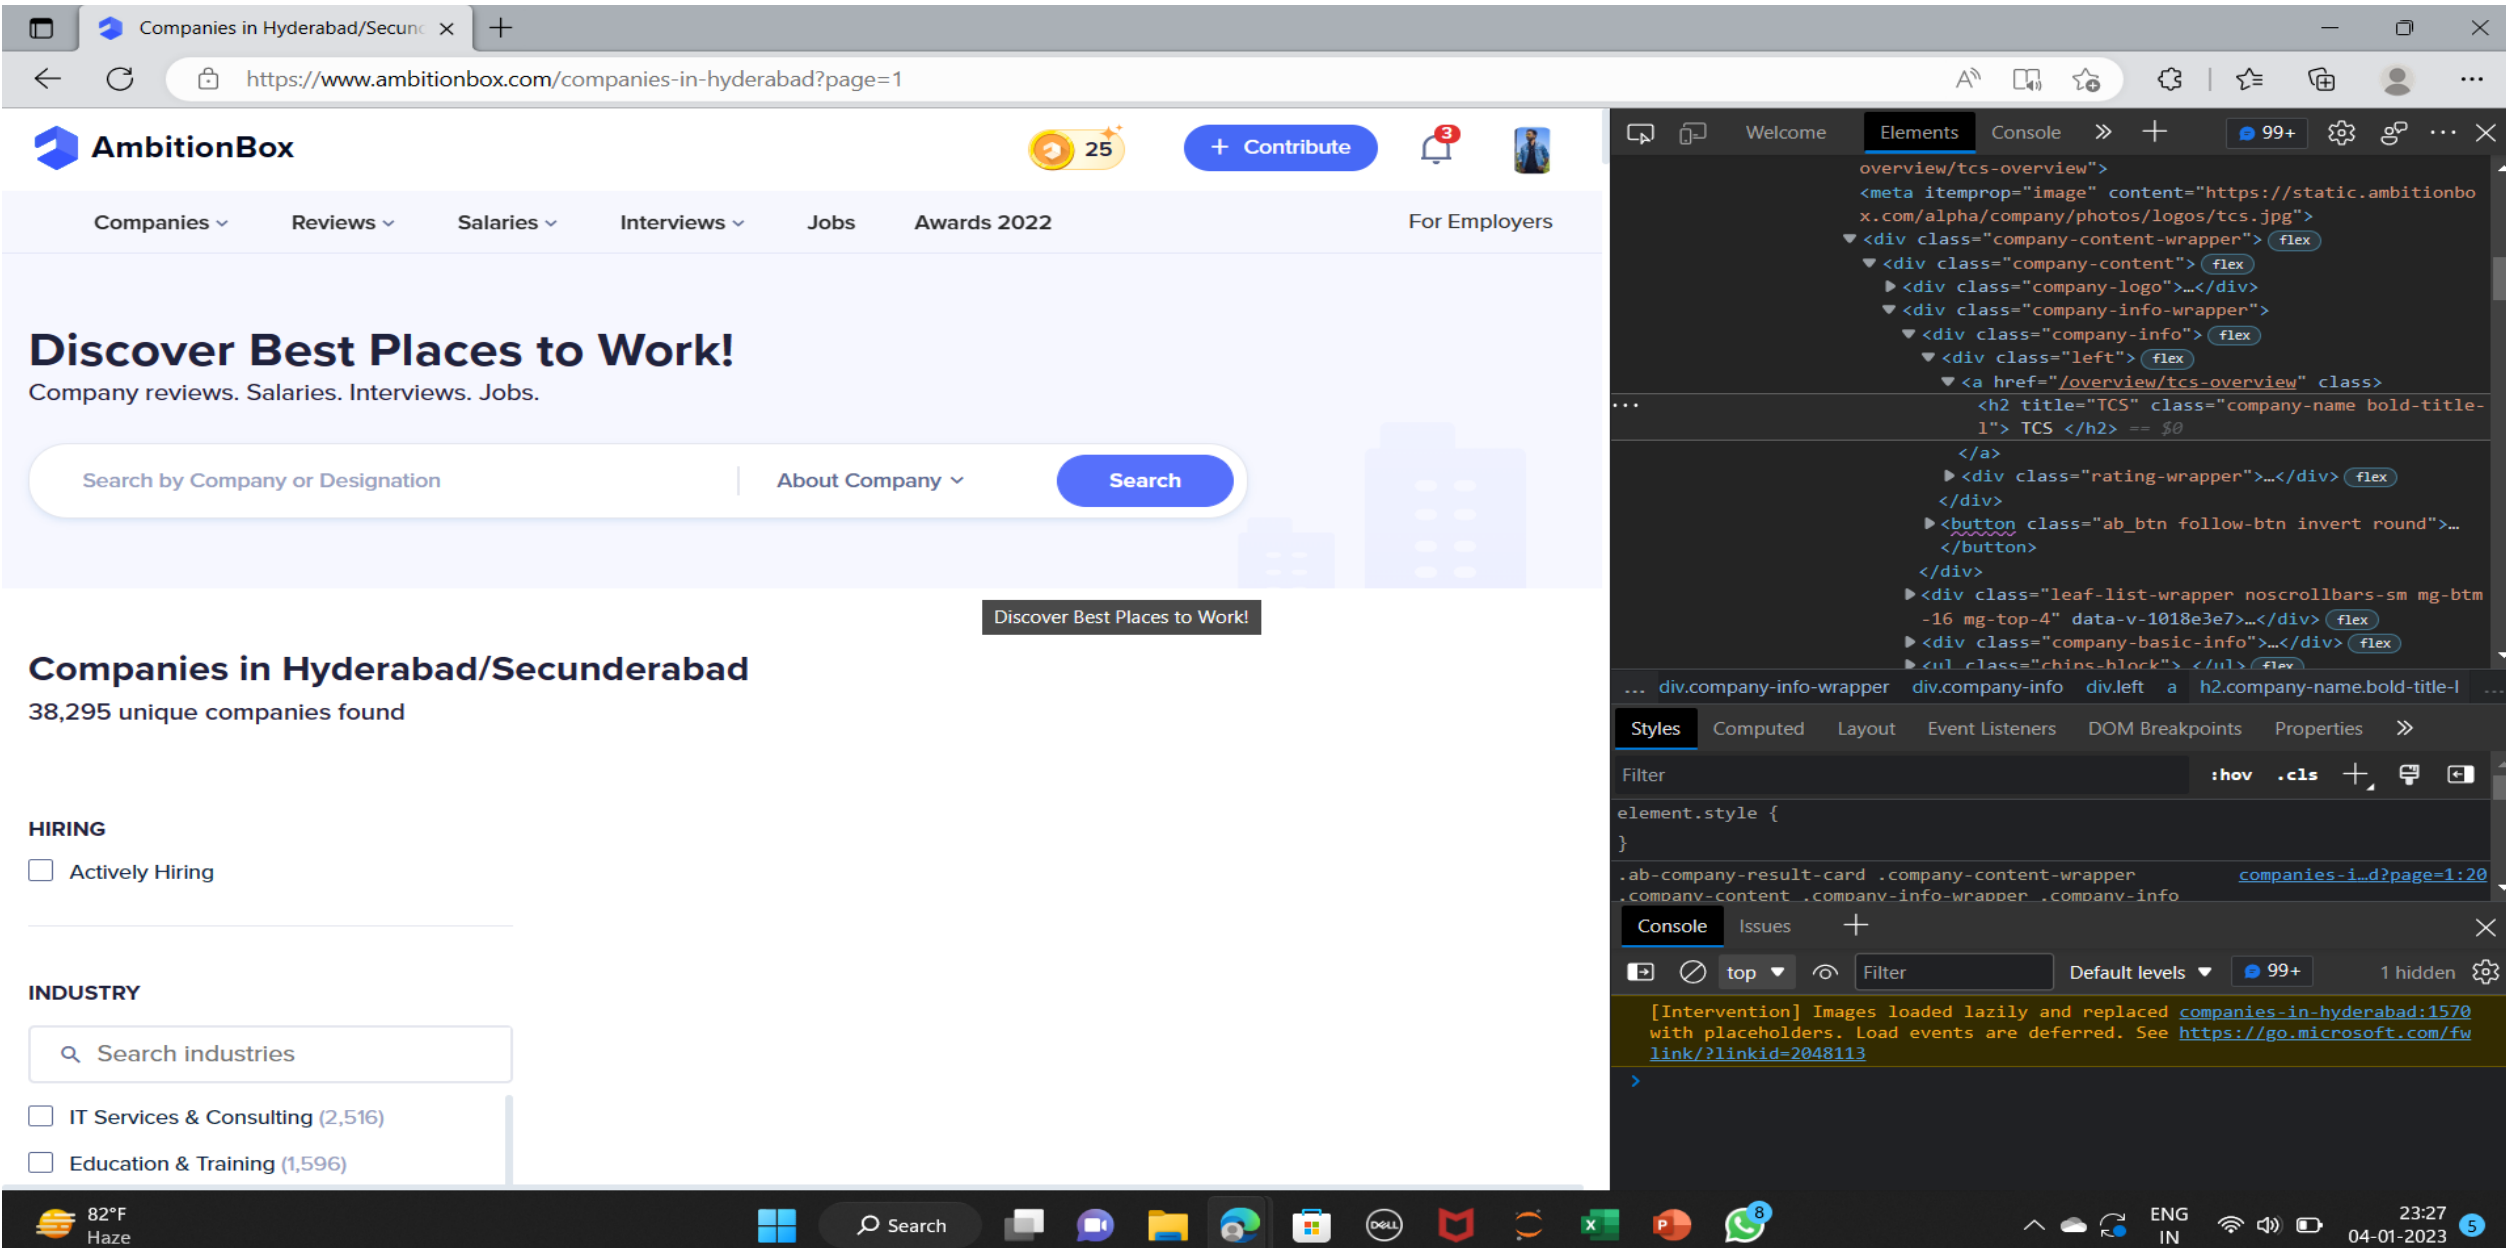 Companies in Hyderabad/Secund
https://www.ambitionbox.com/companies-in-hyderabad?page=1
AmbitionBox
25
+ Contribute
3
Companies
Reviews
Salaries
Interviews
Jobs
Awards 2022
For Employers
Discover Best Places to Work!
Company reviews. Salaries. Interviews. Jobs.
Search by Company or Designation
About Company
Search
Discover Best Places to Work!
Companies in Hyderabad/Secunderabad
38,295 unique companies found
HIRING
Actively Hiring
INDUSTRY
Search industries
IT Services & Consulting (2,516)
Education & Training (1,596)
Welcome
Elements
Console
99+
overview/tcs-overview">
<meta itemprop="image" content="https://static.ambitionbo
x.com/alpha/company/photos/logos/tcs.jpg">
<div class="company-content-wrapper"> flex
<div class="company-content"> flex
<div class="company-logo">…</div>
<div class="company-info-wrapper">
<div class="company-info"> flex
<div class="left"> flex
<a href="/overview/tcs-overview" class>
... <h2 title="TCS" class="company-name bold-title-
l"> TCS </h2> == $0
</a>
<div class="rating-wrapper">…</div> flex
</div>
<button class="ab_btn follow-btn invert round">…
</button>
</div>
<div class="leaf-list-wrapper noscrollbars-sm mg-btm
-16 mg-top-4" data-v-1018e3e7>…</div> flex
<div class="company-basic-info">…</div> flex
<ul class="chips-block"> </ul> flex
... div.company-info-wrapper div.company-info div.left a h2.company-name.bold-title-l ...
Styles
Computed
Layout
Event Listeners
DOM Breakpoints
Properties
Filter
:hov .cls
element.style {
}
.ab-company-result-card .company-content-wrapper companies-i…d?page=1:20
.company-content .company-info-wrapper .company-info
Console
Issues
top
Filter
Default levels
99+
1 hidden
[Intervention] Images loaded lazily and replaced companies-in-hyderabad:1570
with placeholders. Load events are deferred. See https://go.microsoft.com/fw
link/?linkid=2048113
82°F
Haze
Search
DELL
X
P
8
ENG
IN
23:27
04-01-2023
5